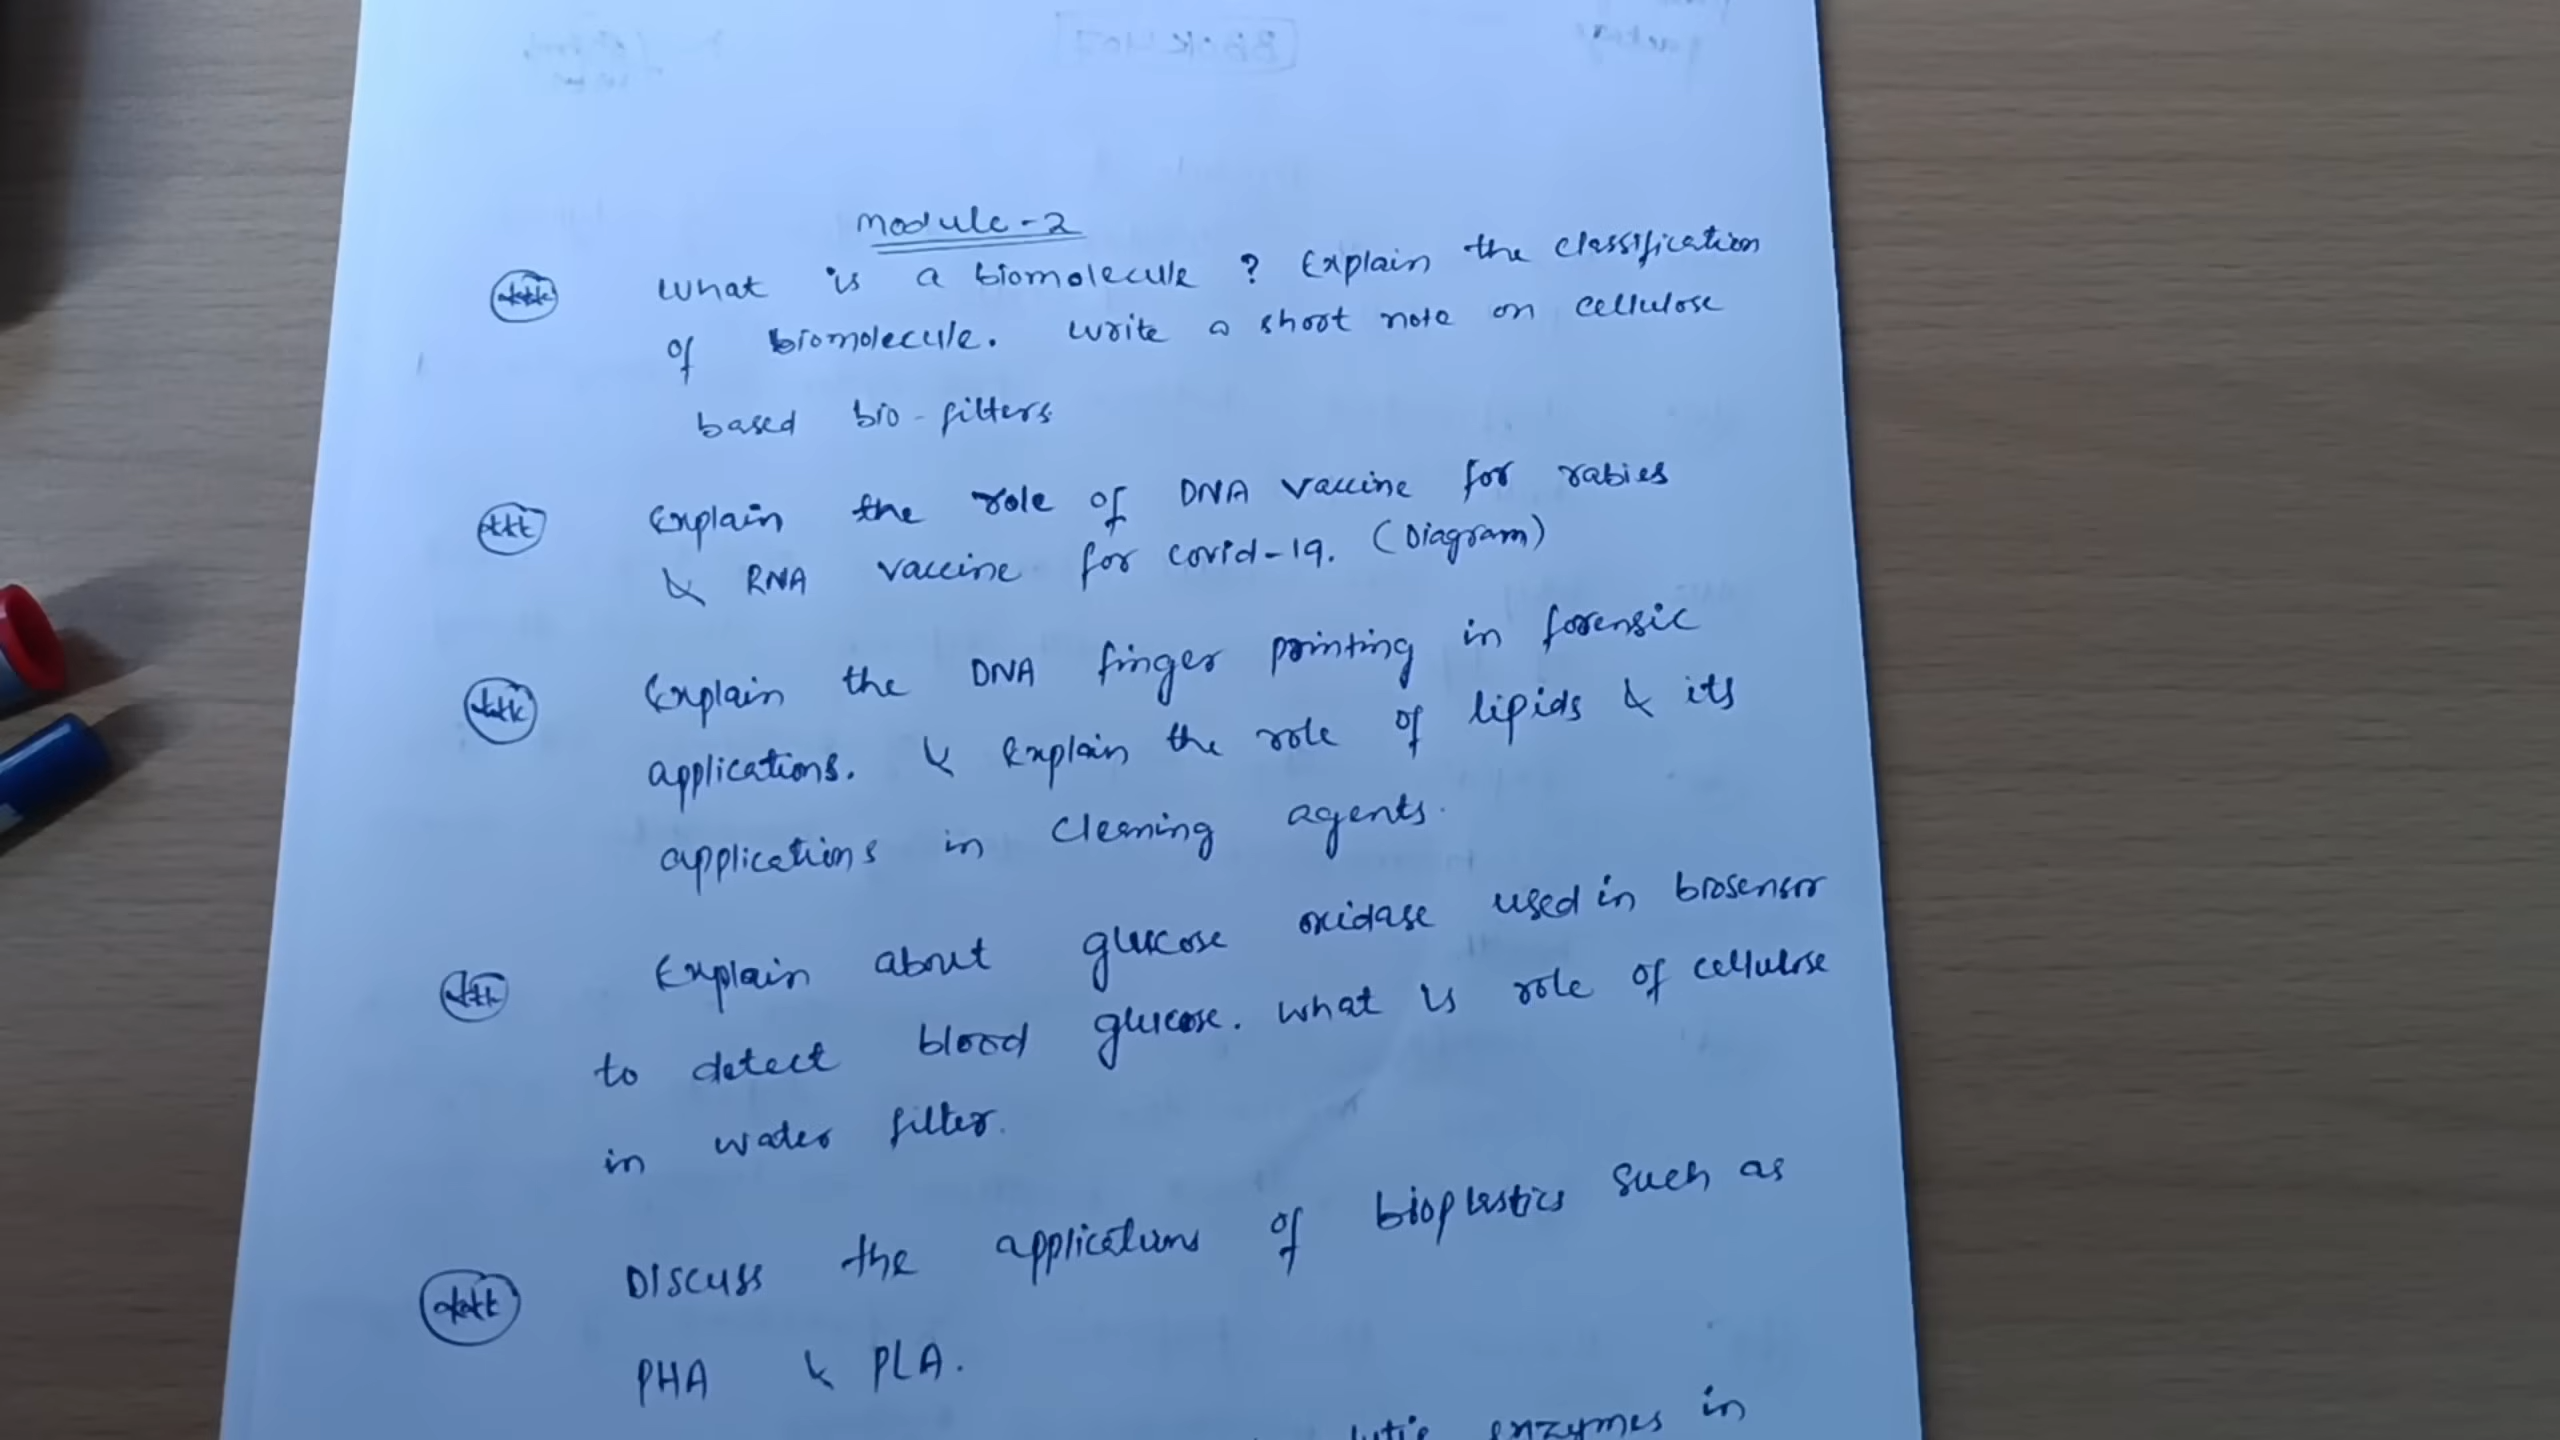 Module-2
What is a biomolecule ? Explain the classification
of biomolecule. Write a short note on cellulose
based bio-filters
Explain the role of DNA vaccine for rabies
& RNA vaccine for covid-19. (Diagram)
Explain the DNA finger printing in forensic
applications. & Explain the role of lipids & its
applications in cleaning agents.
Explain about glucose oxidase used in biosensor
to detect blood glucose. what is role of cellulose
in water filter.
Discuss the applications of bioplastics such as
PHA & PLA.
enzymes in